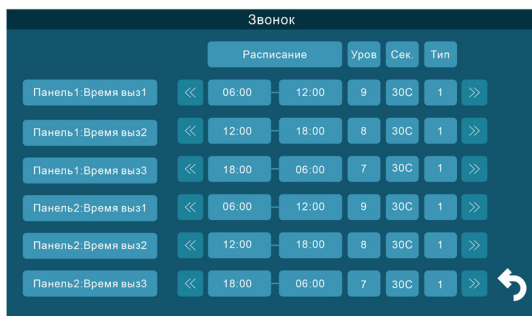 Звонок
Расписание Уров Сек. Тип
Панель1:Время выз1 << 06:00 – 12:00 9 30С 1 >>
Панель1:Время выз2 << 12:00 – 18:00 8 30С 1 >>
Панель1:Время выз3 << 18:00 – 06:00 7 30С 1 >>
Панель2:Время выз1 << 06:00 – 12:00 9 30С 1 >>
Панель2:Время выз2 << 12:00 – 18:00 8 30С 1 >>
Панель2:Время выз3 << 18:00 – 06:00 7 30С 1 >>